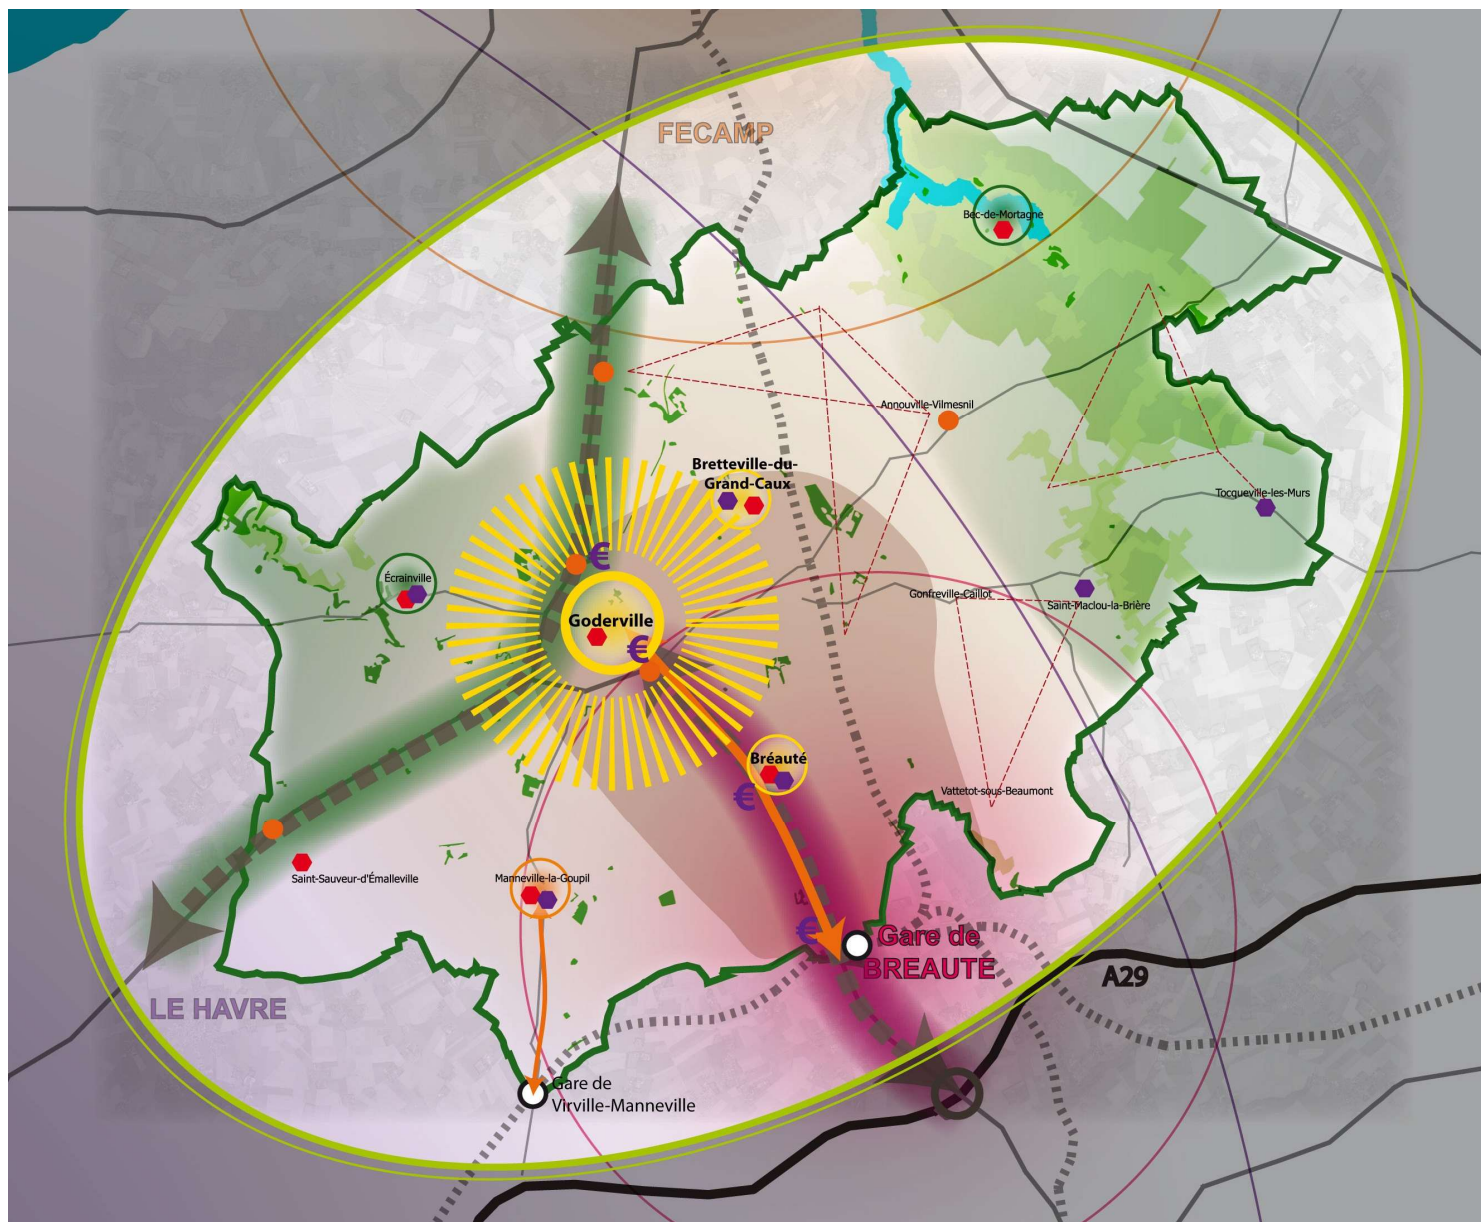 FECAMP
Bec-de-Mortagne
Annouville-Vilmesnil
Bretteville-du-
Grand-Caux
Tocqueville-les-Murs
€
Écrainville
Gonfreville-Caillot
Saint-Maclou-la-Brière
Goderville
€
Bréauté
€
Vattetot-sous-Beaumont
Saint-Sauveur-d'Émalleville
Manneville-la-Goupil
€
Gare de
BREAUTE
A29
LE HAVRE
Gare de
Virville-Manneville